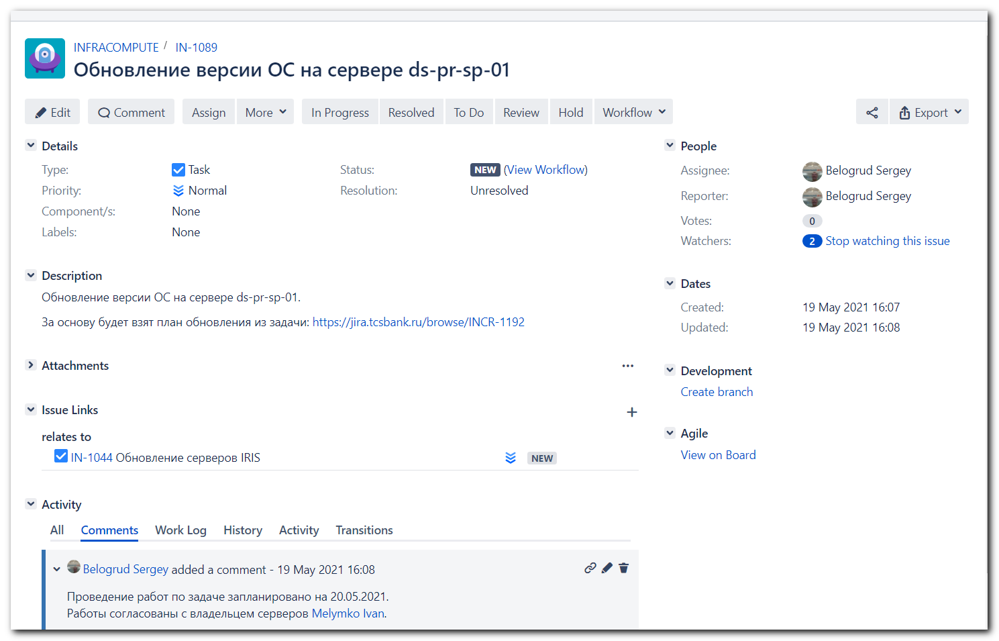 INFRACOMPUTE / IN-1089
Обновление версии ОС на сервере ds-pr-sp-01
Edit Comment Assign More In Progress Resolved To Do Review Hold Workflow Export
Details
Type: Task Status: NEW (View Workflow)
Priority: Normal Resolution: Unresolved
Component/s: None
Labels: None
Description
Обновление версии ОС на сервере ds-pr-sp-01.
За основу будет взят план обновления из задачи: https://jira.tcsbank.ru/browse/INCR-1192
Attachments
Issue Links
relates to
IN-1044 Обновление серверов IRIS NEW
Activity
All Comments Work Log History Activity Transitions
Belogrud Sergey added a comment - 19 May 2021 16:08
Проведение работ по задаче запланировано на 20.05.2021.
Работы согласованы с владельцем серверов Melymko Ivan.
People
Assignee: Belogrud Sergey
Reporter: Belogrud Sergey
Votes: 0
Watchers: 2 Stop watching this issue
Dates
Created: 19 May 2021 16:07
Updated: 19 May 2021 16:08
Development
Create branch
Agile
View on Board